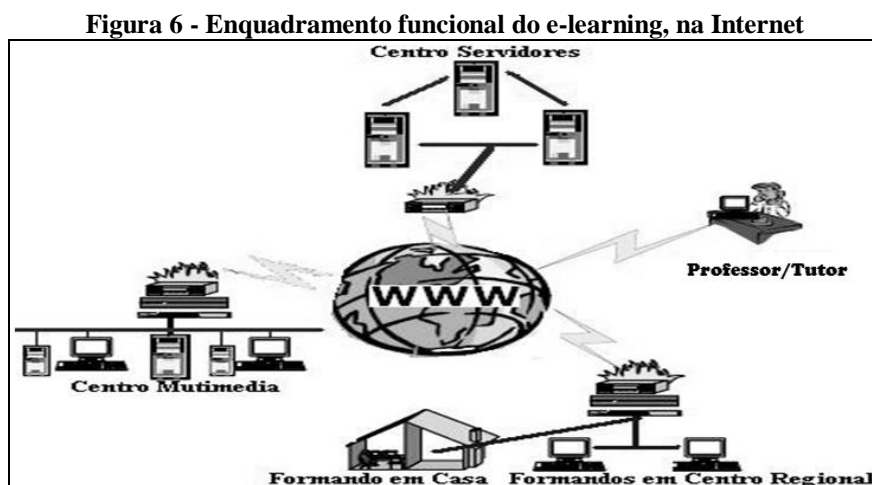 Figura 6 - Enquadramento funcional do e-learning, na Internet
Centro Servidores
WWW
Professor/Tutor
Centro Mutimedia
Formando em Casa
Formandos em Centro Regional